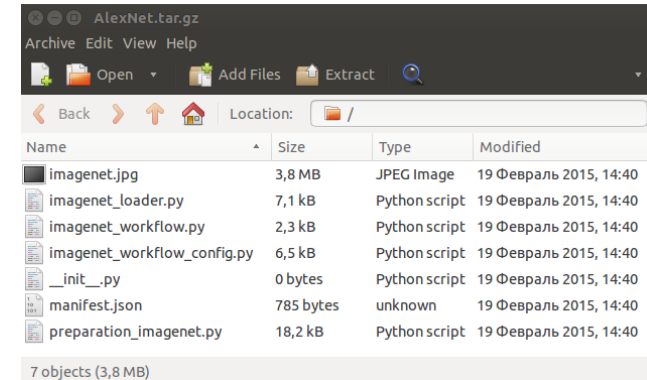 AlexNet.tar.gz
Archive Edit View Help
Open Add Files Extract
Back Location: /
Name Size Type Modified
imagenet.jpg 3,8 MB JPEG Image 19 Февраль 2015, 14:40
imagenet_loader.py 7,1 kB Python script 19 Февраль 2015, 14:40
imagenet_workflow.py 2,3 kB Python script 19 Февраль 2015, 14:40
imagenet_workflow_config.py 6,5 kB Python script 19 Февраль 2015, 14:40
__init__.py 0 bytes Python script 19 Февраль 2015, 14:40
manifest.json 785 bytes unknown 19 Февраль 2015, 14:40
preparation_imagenet.py 18,2 kB Python script 19 Февраль 2015, 14:40
7 objects (3,8 MB)